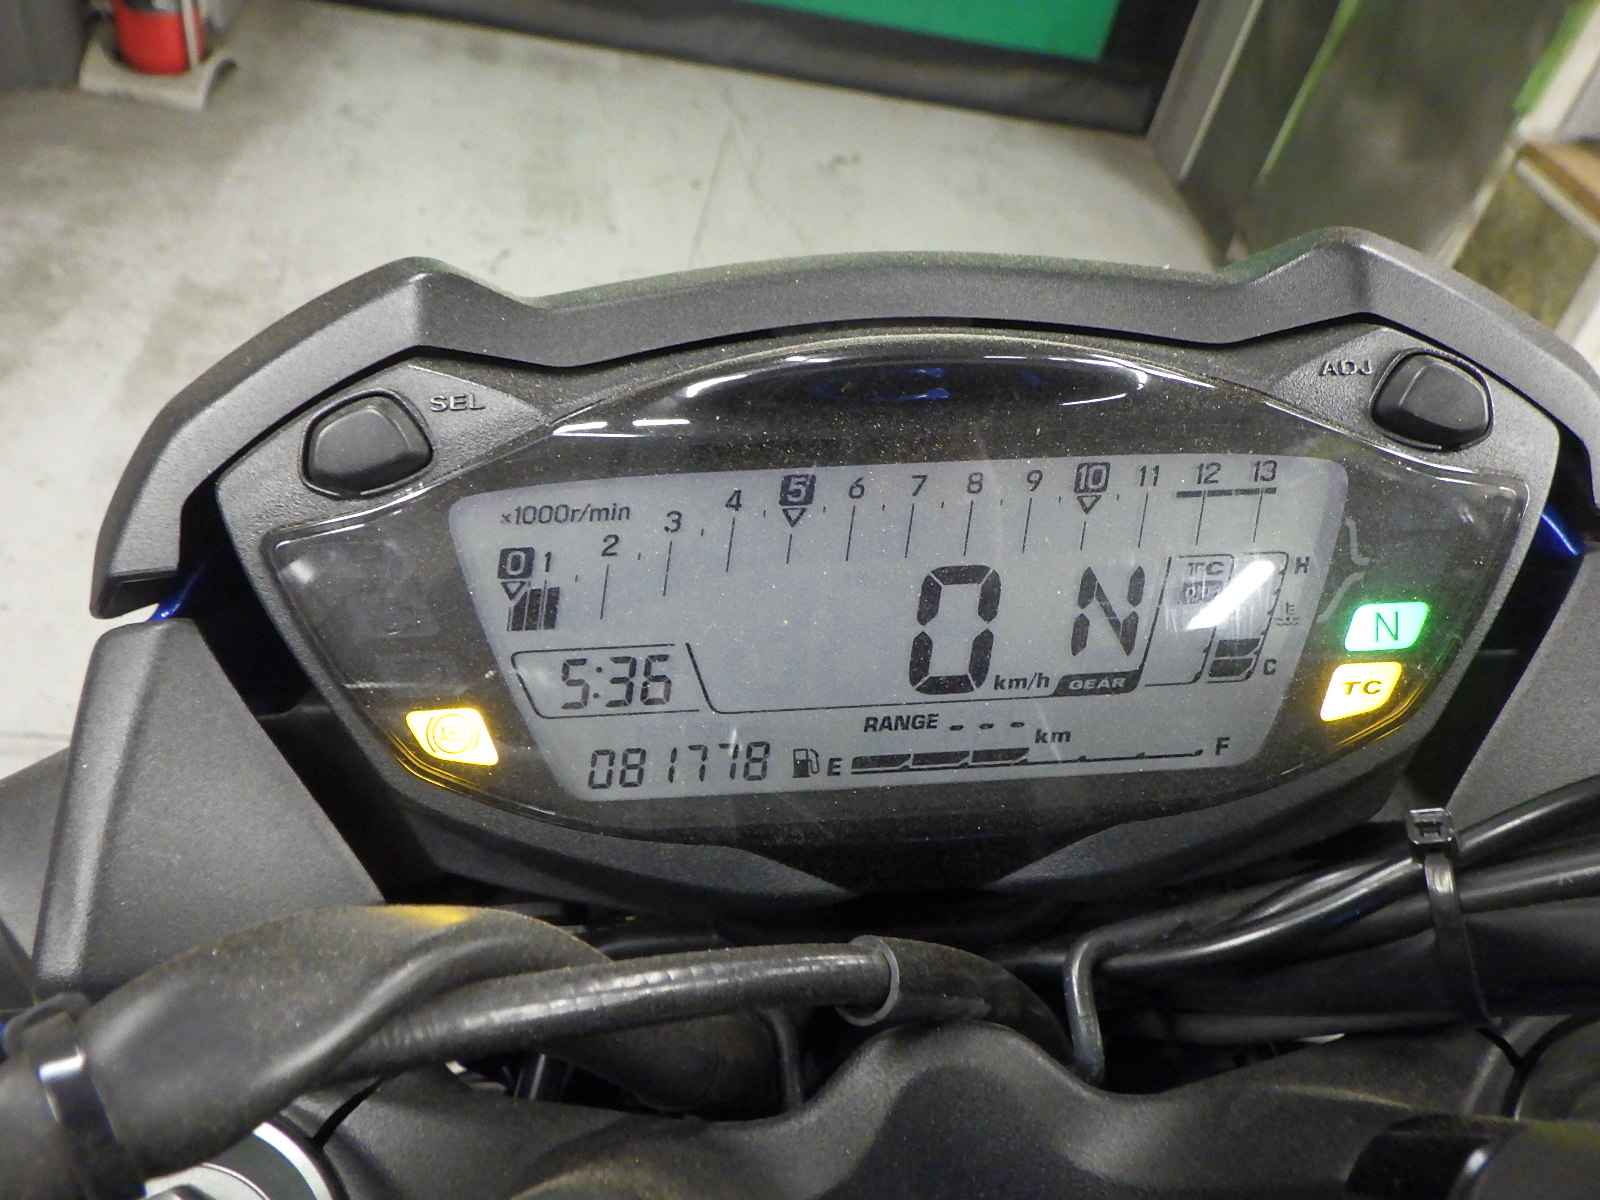 SEL
ADJ
×1000r/min
0 1 2 3 4 5 6 7 8 9 10 11 12 13
TC
H
N
0 km/h
N
GEAR
C
TC
5:36
RANGE --- km
081778
E
F